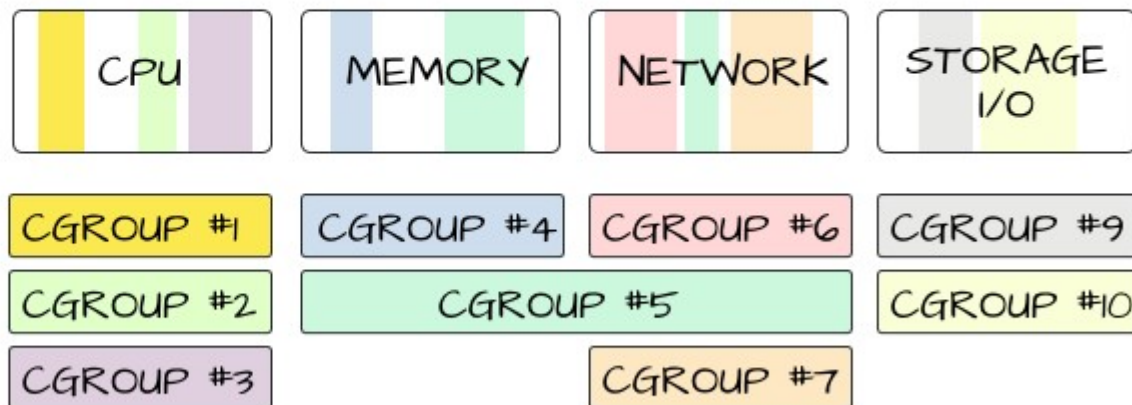 CPU
MEMORY
NETWORK
STORAGE
I/O
CGROUP #1
CGROUP #4
CGROUP #6
CGROUP #9
CGROUP #2
CGROUP #5
CGROUP #10
CGROUP #3
CGROUP #7